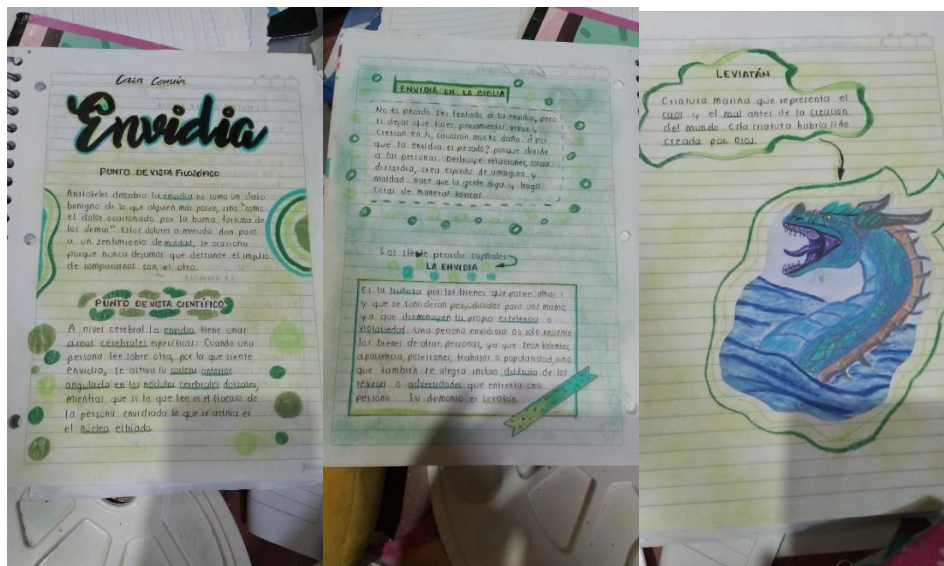 Casa Común
Envidia
PUNTO DE VISTA FILOSÓFICO
Aristóteles describio la envidia no como un deseo
benigno de lo que alguien más posee, sino "como
el dolor ocasionado por la buena fortuna de
los demás". Estos dolores a menudo dan paso
a un sentimiento de maldad, se ocasiona
porque nunca dejamos que descanse el impulso
de compararnos con el otro.
PUNTO DE VISTA CIENTÍFICO
A nivel cerebral la envidia tiene unas
áreas cerebrales específicas: Cuando una
persona lee sobre otra, por la que siente
envidia, se activa la corteza anterior
angulada en los nódulos cerebrales dorsales,
mientras que si lo que lee es el fracaso de
la persona envidiada lo que se activa es
el núcleo estriado.
ENVIDIA EN LA BIBLIA
No es pecado ser tentado a la envidia, pero
si dejas que tales pensamientos vivan y
crezcan en ti, causarán mucho daño. ¿Por
qué la envidia es pecado? porque divide
a las personas. Destruye relaciones, causa
discordia, crea espíritu de amargura y
maldad. Hace que la gente diga y haga
cosas de maneras tóxicas.
Los siete pecados capitales
LA ENVIDIA
Es la tristeza por los bienes que posee otro
y que se consideran perjudiciales para uno mismo,
ya que disminuyen tu propia excelencia o
notoriedad. Una persona envidiosa no solo resiente
los bienes de otras personas, ya que sean talentos,
apariencia, posesiones, trabajos o popularidad, sino
que también se alegra incluso disfruta de los
reveses o adversidades que enfrenta una
persona. Tu demonio es Leviatán.
LEVIATÁN
Criatura marina que representa el
caos y el mal antes de la creación
del mundo. Esta criatura habría sido
creada por Dios.